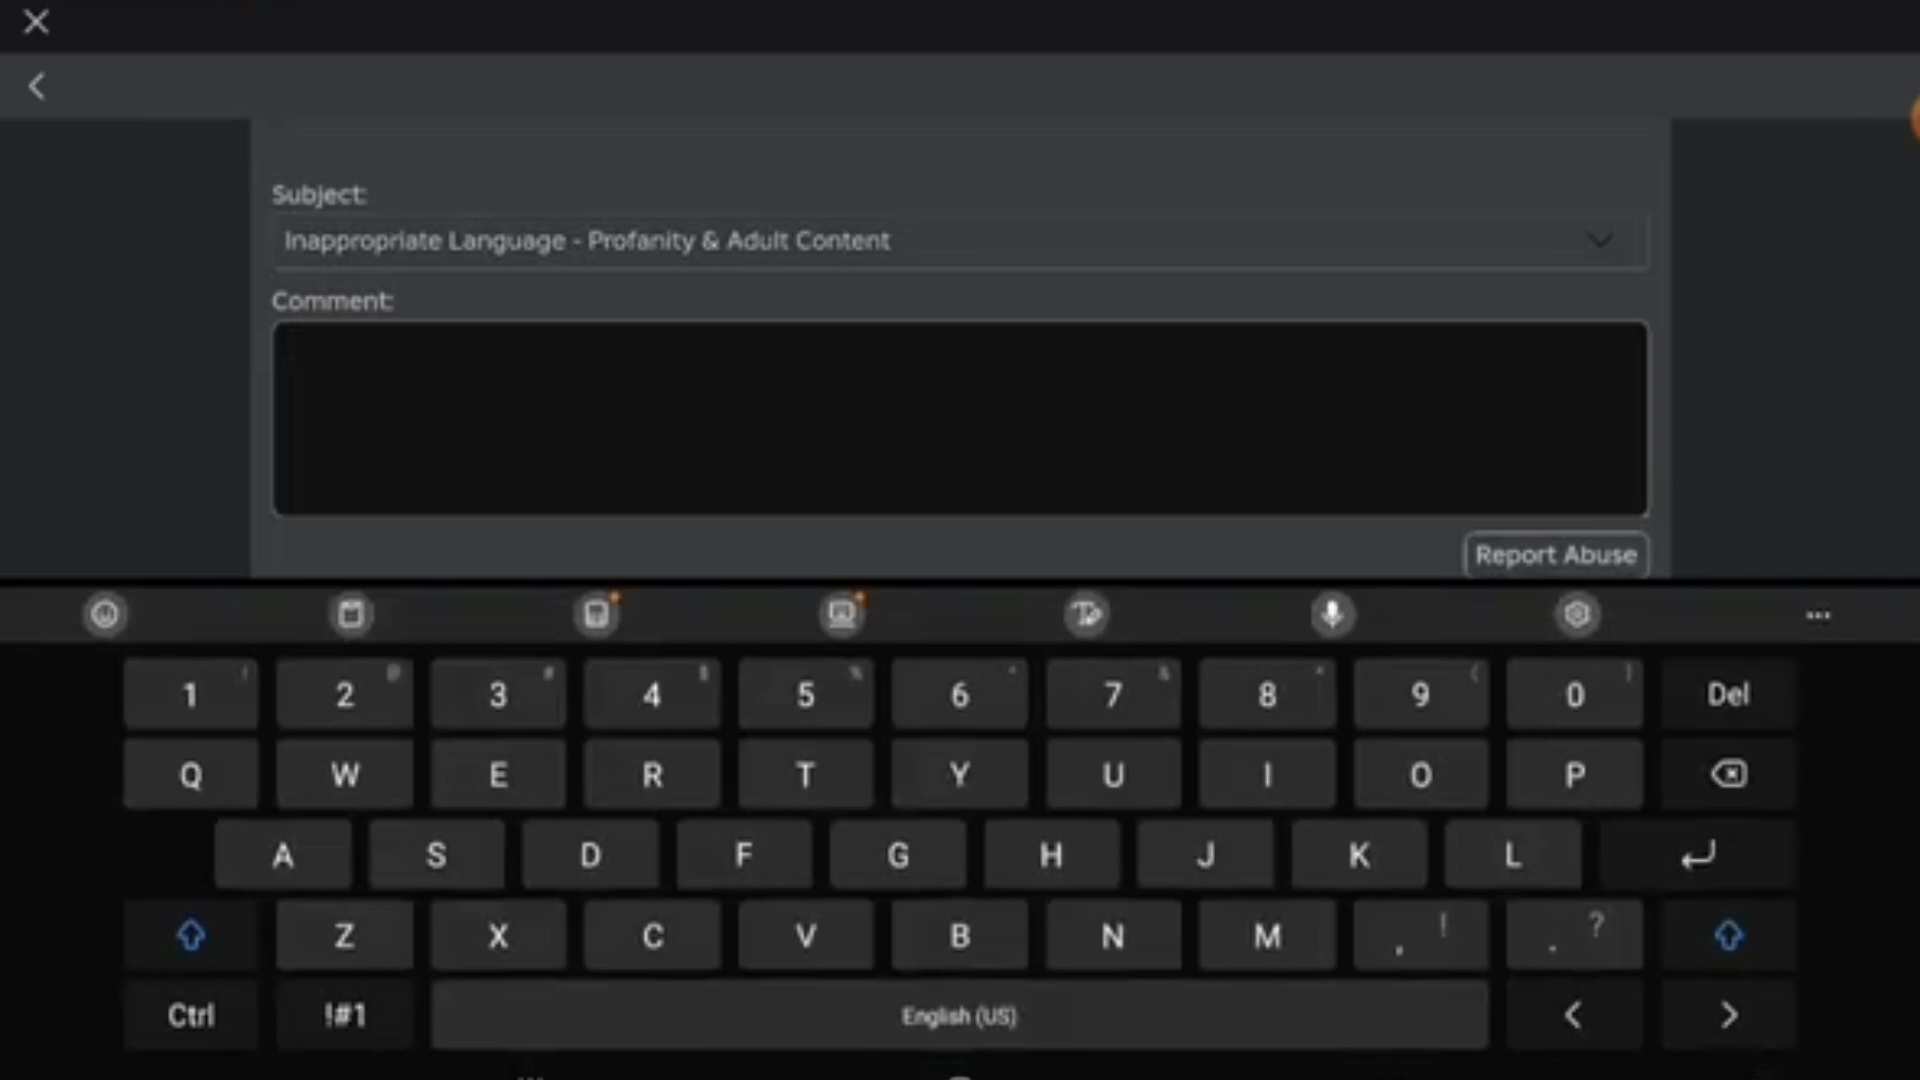 Subject:
Inappropriate Language - Profanity & Adult Content
Comment:
Report Abuse
1 ! 2 @ 3 # 4 $ 5 % 6 ^ 7 & 8 * 9 ( 0 ) Del
Q W E R T Y U I O P
A S D F G H J K L
Z X C V B N M , ! . ?
Ctrl !#1 English (US) < >